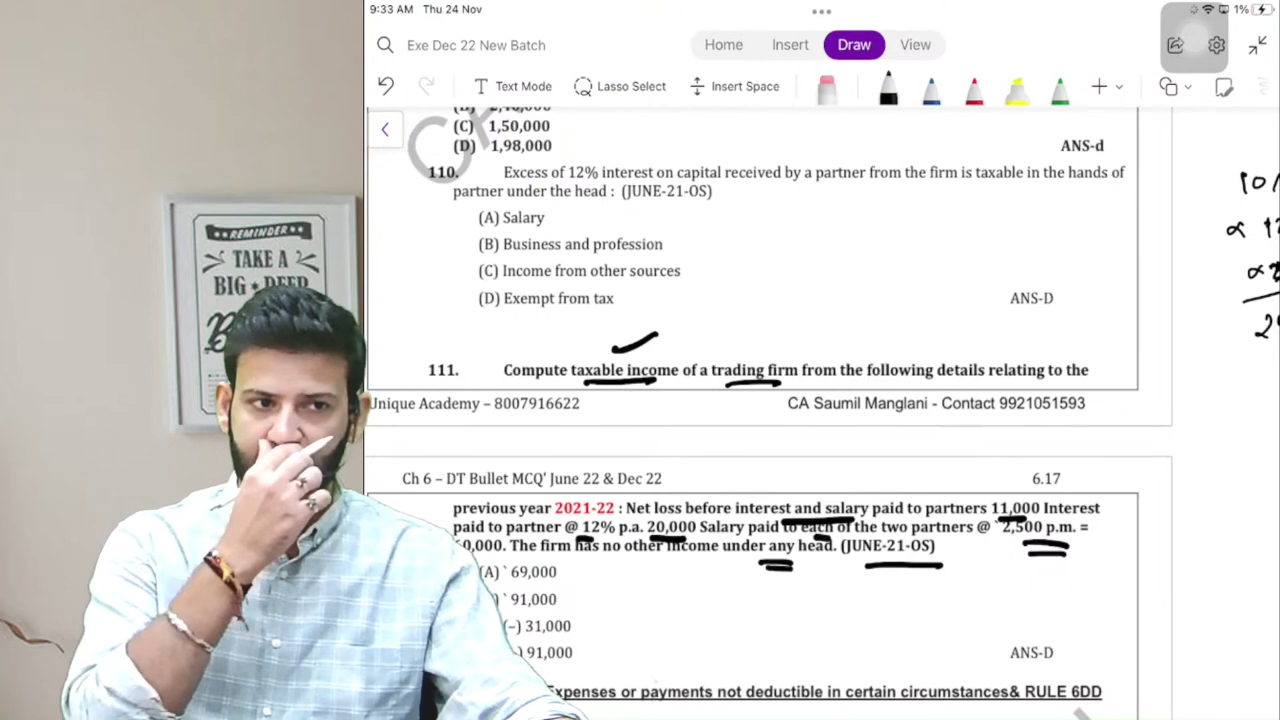 9:33 AM Thu 24 Nov
1%
Exe Dec 22 New Batch
Home Insert Draw View
Text Mode Lasso Select Insert Space
(C) 1,50,000
(D) 1,98,000 ANS-d
110. Excess of 12% interest on capital received by a partner from the firm is taxable in the hands of
partner under the head : (JUNE-21-OS)
(A) Salary
(B) Business and profession
(C) Income from other sources
(D) Exempt from tax ANS-D
111. Compute taxable income of a trading firm from the following details relating to the
Unique Academy – 8007916622 CA Saumil Manglani - Contact 9921051593
Ch 6 – DT Bullet MCQ' June 22 & Dec 22 6.17
previous year 2021-22 : Net loss before interest and salary paid to partners 11,000 Interest
paid to partner @ 12% p.a. 20,000 Salary paid to each of the two partners @ ` 2,500 p.m. =
0,000. The firm has no other income under any head. (JUNE-21-OS)
(A) ` 69,000
) ` 91,000
(–) 31,000
) 91,000 ANS-D
Expenses or payments not deductible in certain circumstances& RULE 6DD
REMINDER
TAKE A
BIG DEEP